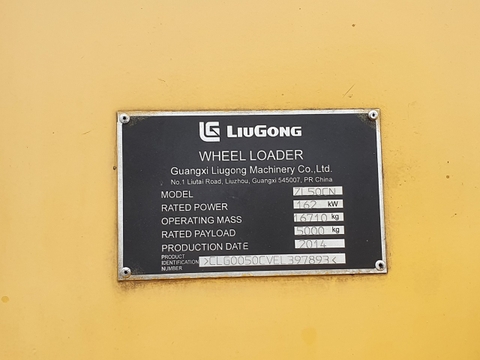 LIUGONG
WHEEL LOADER
Guangxi Liugong Machinery Co.,Ltd.
No.1 Liutai Road, Liuzhou, Guangxi 545007, PR China
MODEL ZL50CN
RATED POWER 162 kW
OPERATING MASS 16710 kg
RATED PAYLOAD 5000 kg
PRODUCTION DATE 2014
PRODUCT
IDENTIFICATION >CLG0050CVEL397893<
NUMBER